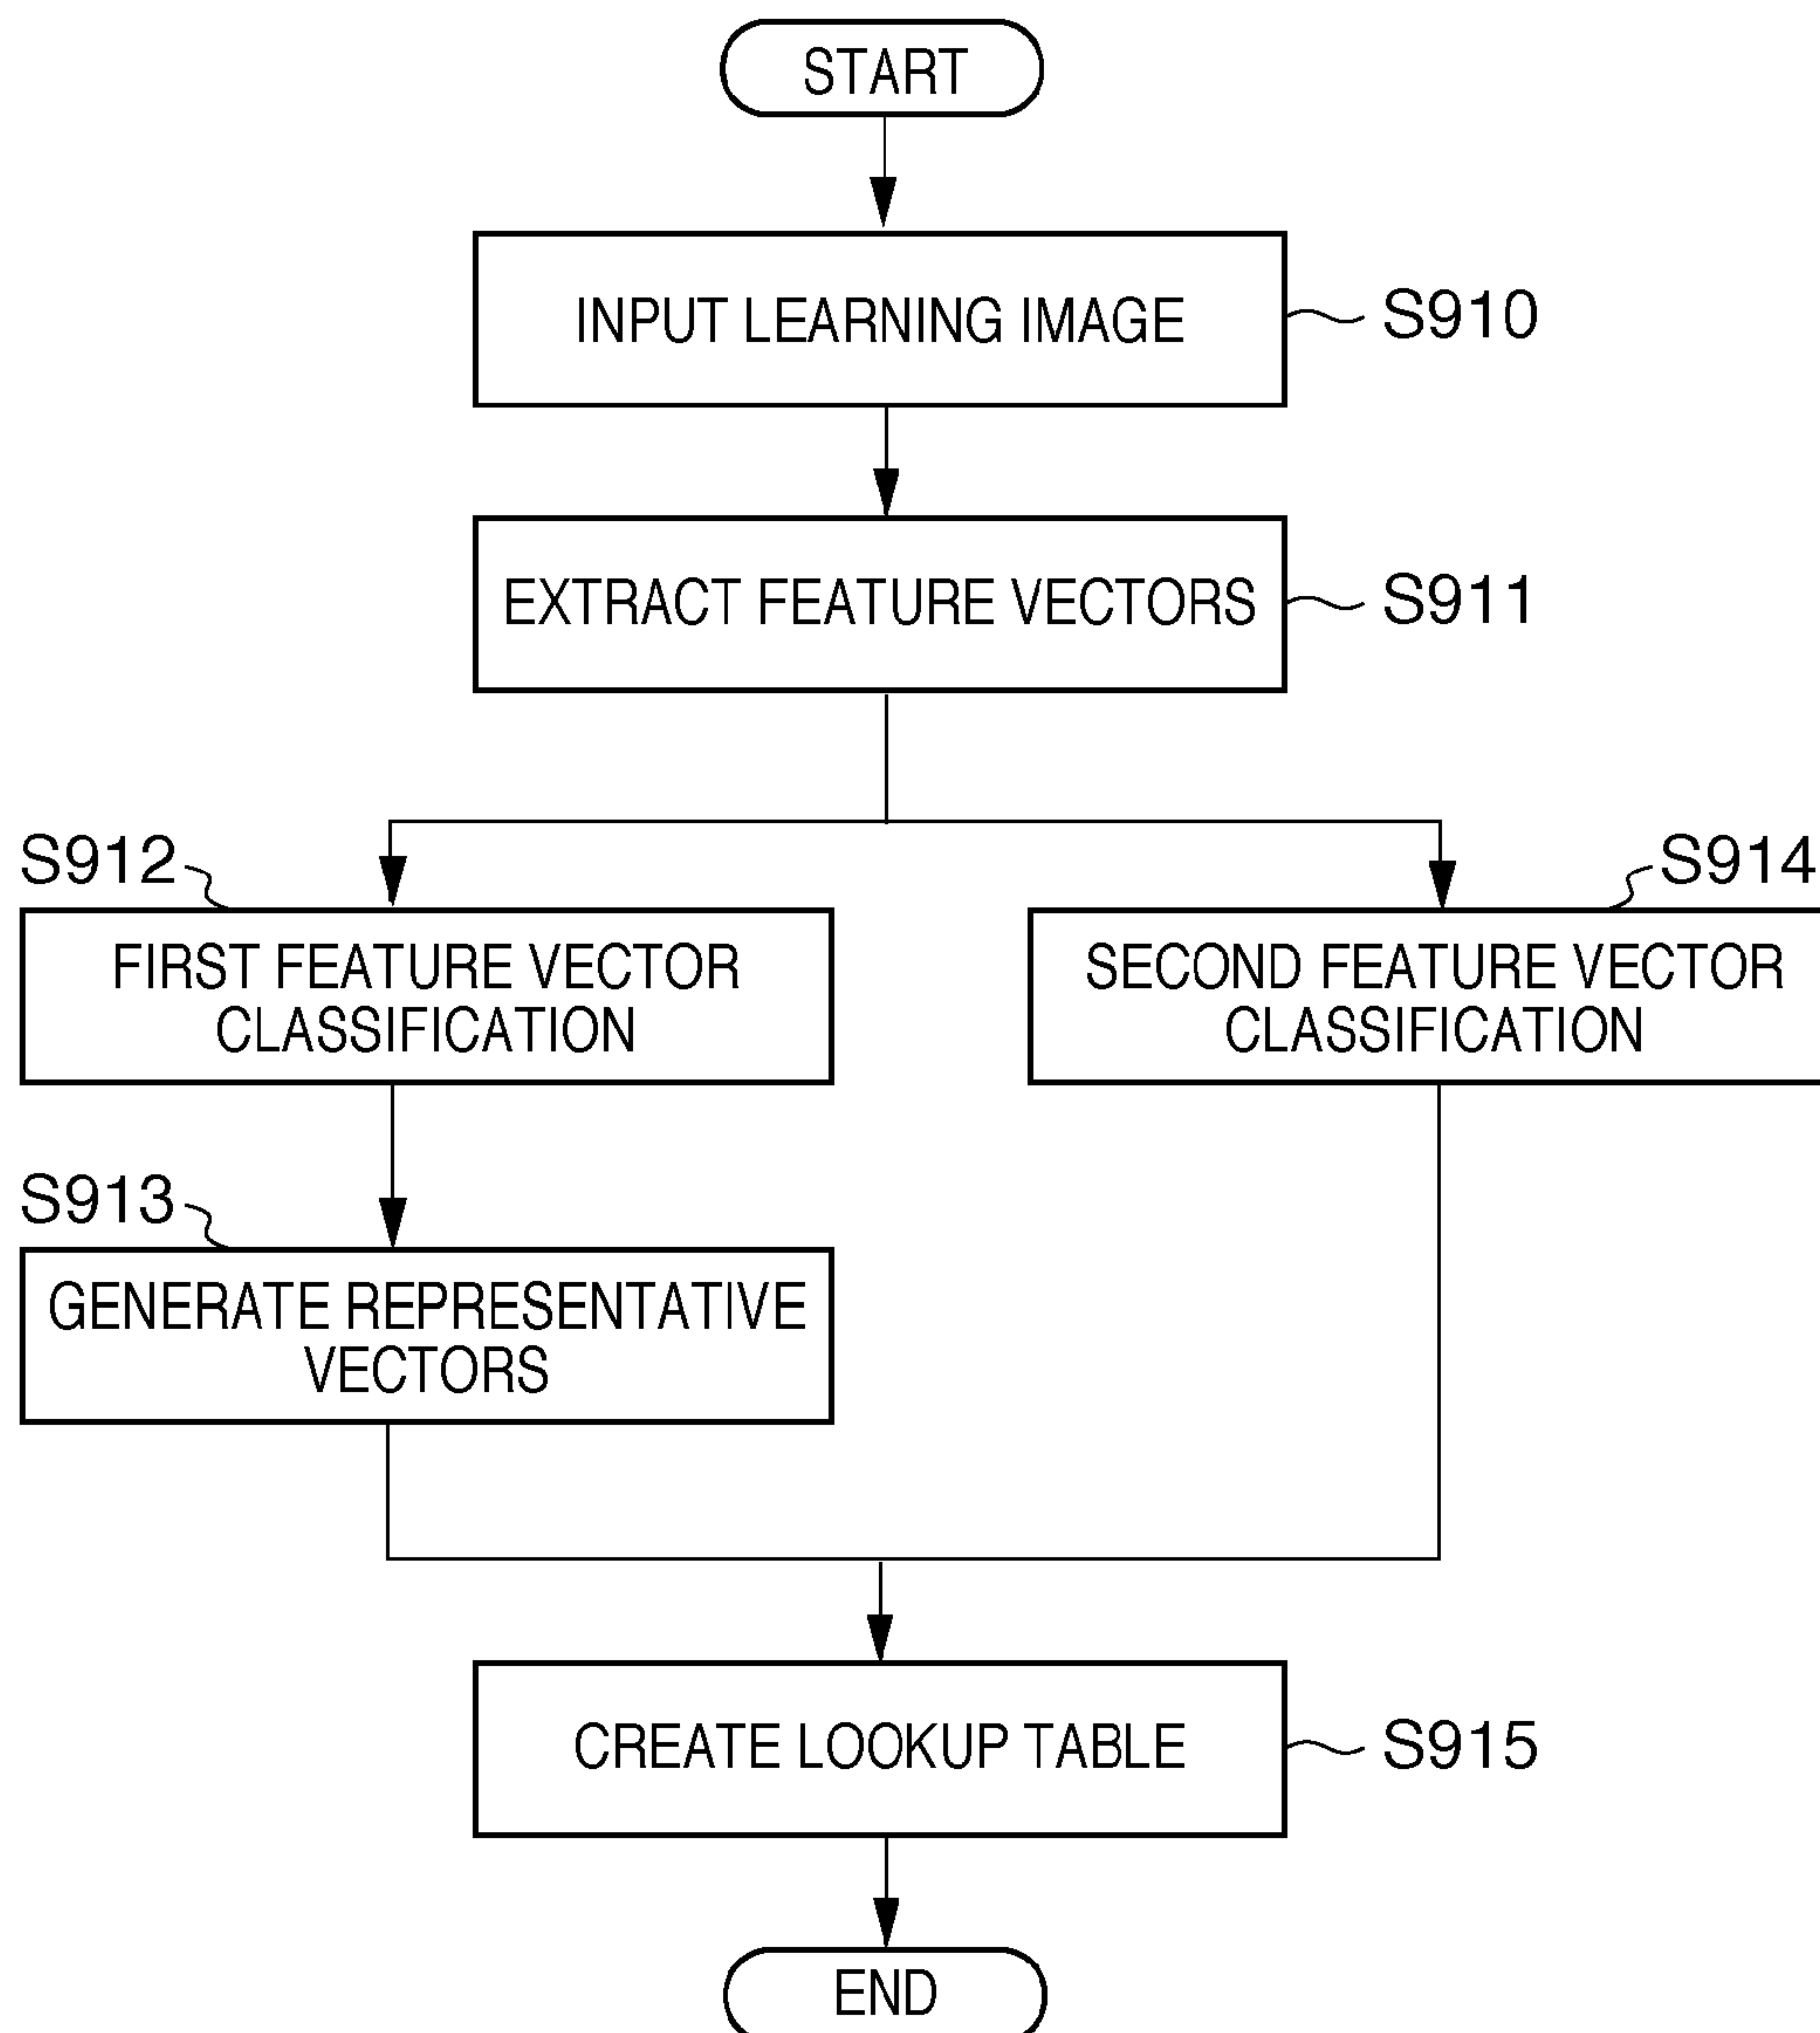 START
INPUT LEARNING IMAGE
S910
EXTRACT FEATURE VECTORS
S911
S912
FIRST FEATURE VECTOR
CLASSIFICATION
S914
SECOND FEATURE VECTOR
CLASSIFICATION
S913
GENERATE REPRESENTATIVE
VECTORS
CREATE LOOKUP TABLE
S915
END